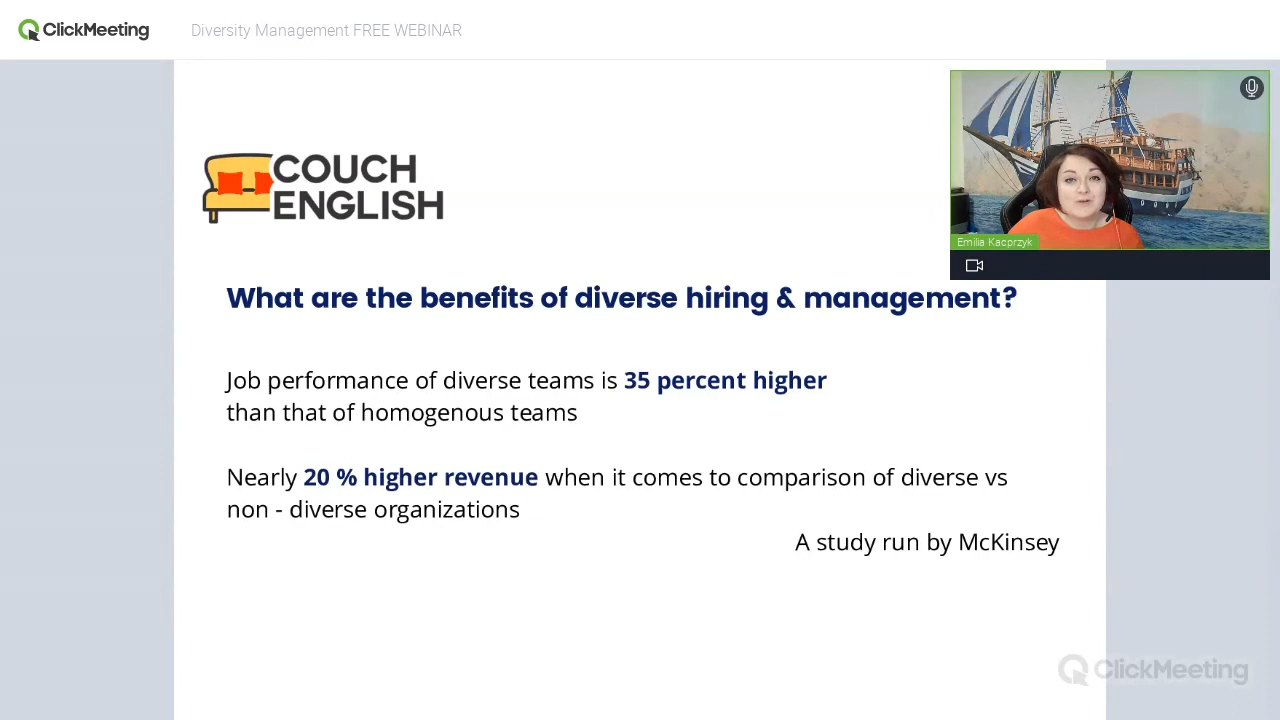 ClickMeeting
Diversity Management FREE WEBINAR
COUCH
ENGLISH
Emilia Kacprzyk
What are the benefits of diverse hiring & management?
Job performance of diverse teams is 35 percent higher
than that of homogenous teams
Nearly 20 % higher revenue when it comes to comparison of diverse vs
non - diverse organizations
A study run by McKinsey
ClickMeeting